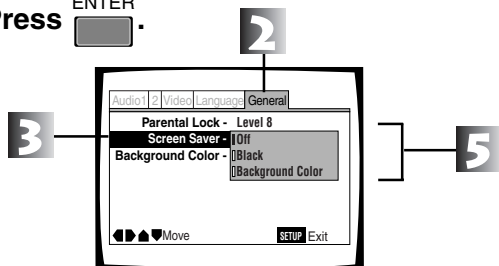 ENTER
Press .
2
Audio1 2 Video Language General
Parental Lock - Level 8
3
Screen Saver - Off
5
Background Color - Black
Background Color
Move SETUP Exit